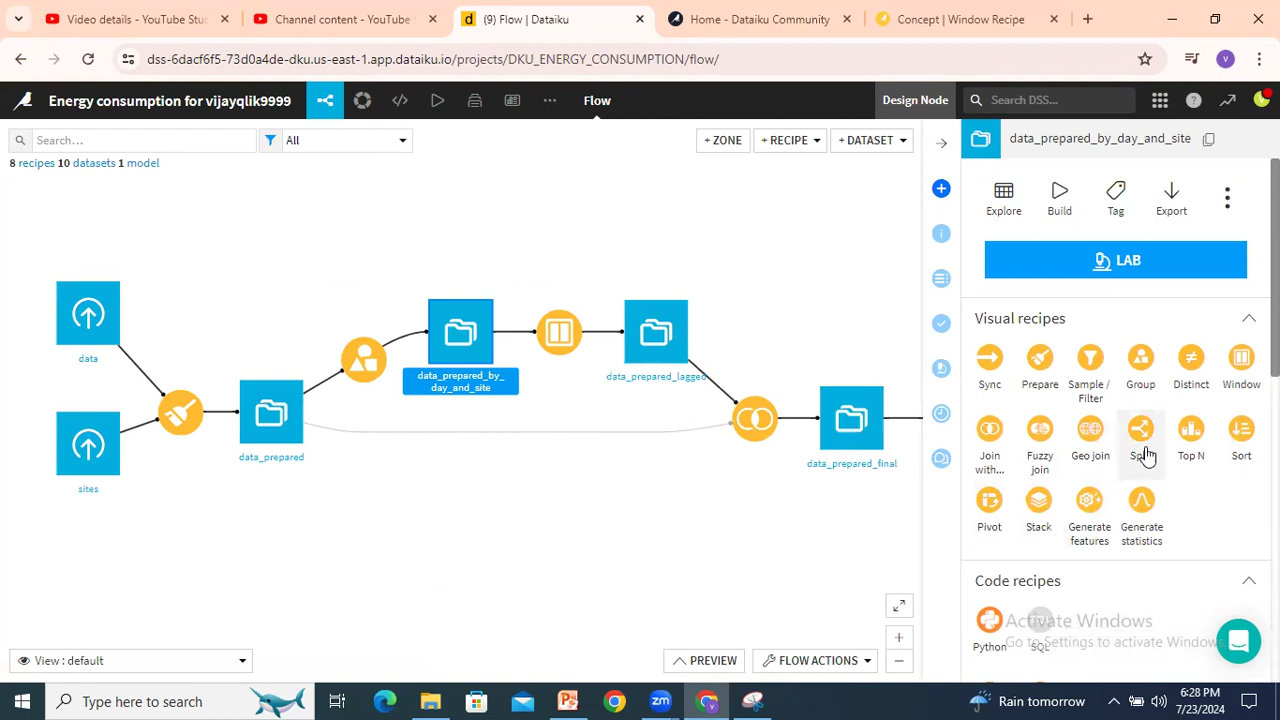 Video details - YouTube Stu
Channel content - YouTube
(9) Flow | Dataiku
Home - Dataiku Community
Concept | Window Recipe
dss-6dacf6f5-73d0a4de-dku.us-east-1.app.dataiku.io/projects/DKU_ENERGY_CONSUMPTION/flow/
Energy consumption for vijayqlik9999
Flow
Design Node
Search DSS...
Search...
All
+ ZONE
+ RECIPE
+ DATASET
8 recipes 10 datasets 1 model
data_prepared_by_day_and_site
Explore
Build
Tag
Export
LAB
Visual recipes
Sync
Prepare
Sample / Filter
Group
Distinct
Window
Join with...
Fuzzy join
Geo join
Top N
Sort
Pivot
Stack
Generate features
Generate statistics
Code recipes
Python
SQL
data
sites
data_prepared
data_prepared_by_
day_and_site
data_prepared_lagged
data_prepared_final
View : default
PREVIEW
FLOW ACTIONS
Activate Windows
Go to Settings to activate Windows.
Type here to search
Rain tomorrow
6:28 PM
7/23/2024